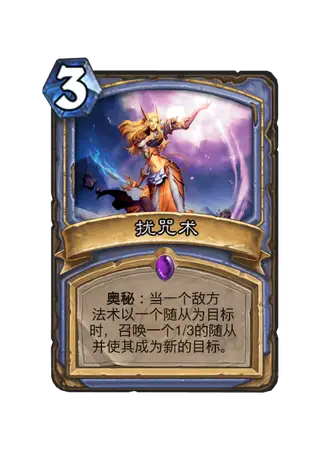 3
扰咒术
奥秘：当一个敌方
法术以一个随从为目标
时，召唤一个1/3的随从
并使其成为新的目标。